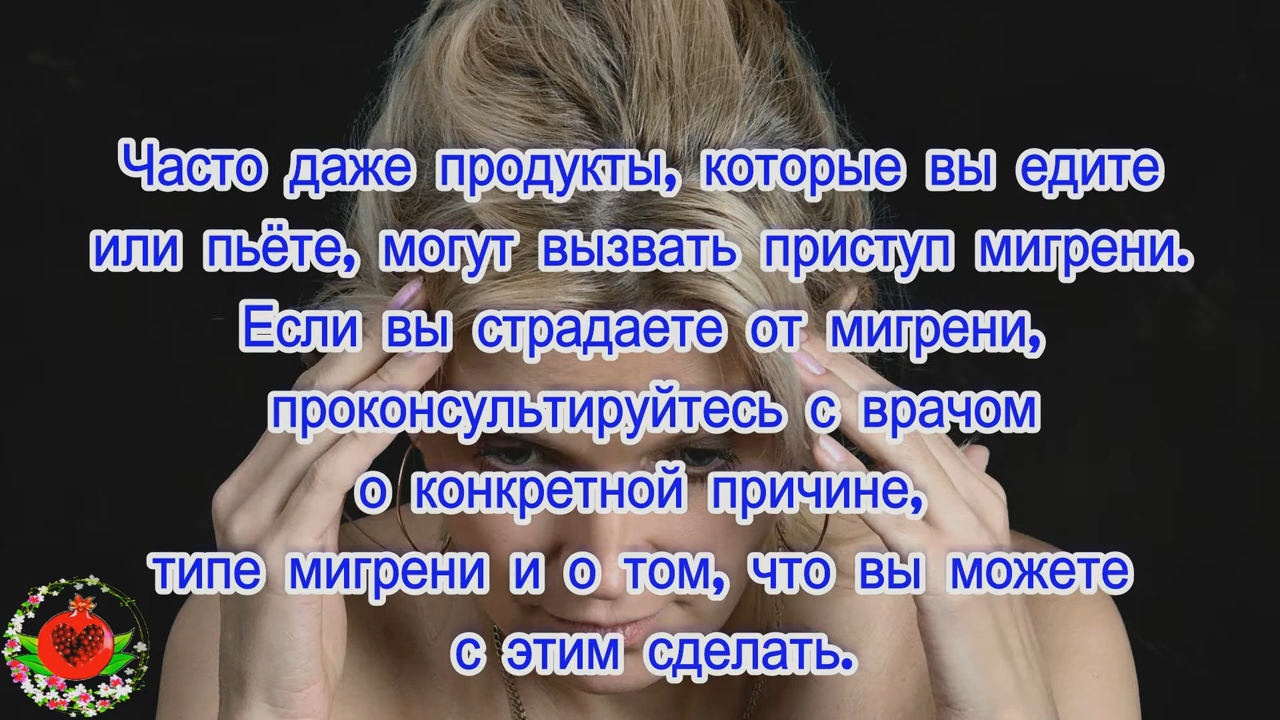 Часто даже продукты, которые вы едите
или пьёте, могут вызвать приступ мигрени.
Если вы страдаете от мигрени,
проконсультируйтесь с врачом
о конкретной причине,
типе мигрени и о том, что вы можете
с этим сделать.